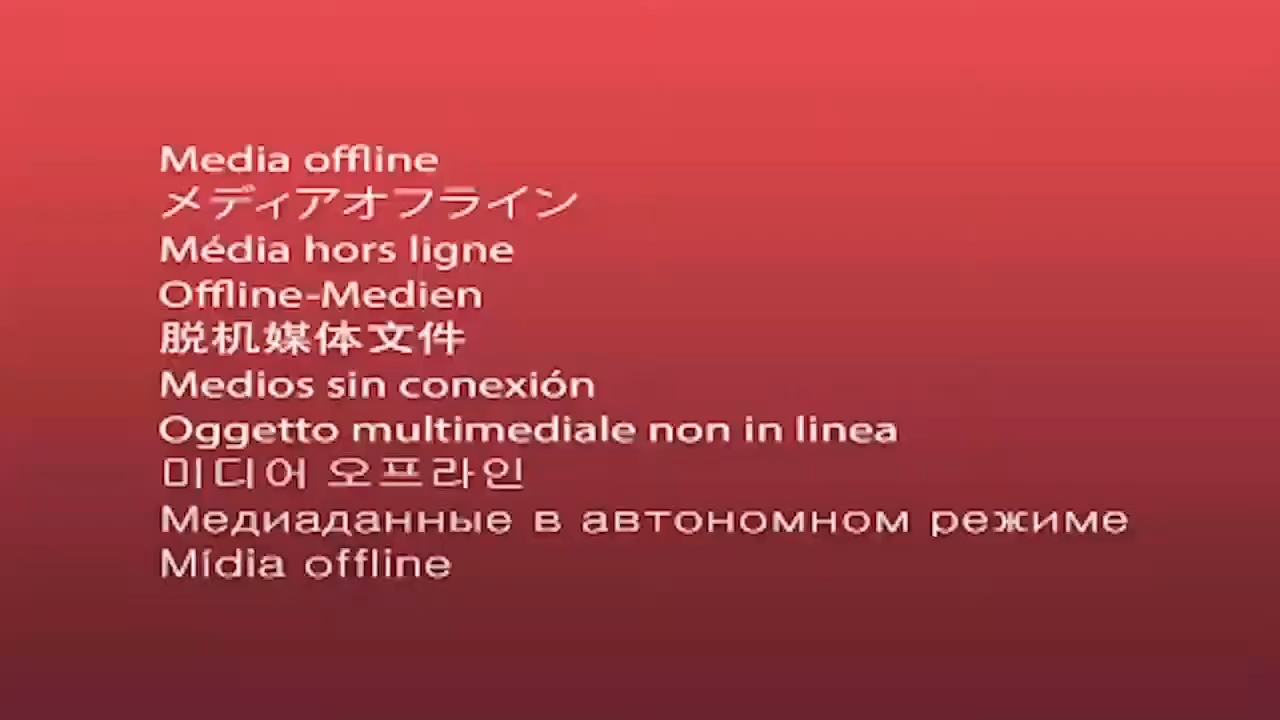 Media offline
メディアオフライン
Média hors ligne
Offline-Medien
脱机媒体文件
Medios sin conexión
Oggetto multimediale non in linea
미디어 오프라인
Медиаданные в автономном режиме
Mídia offline